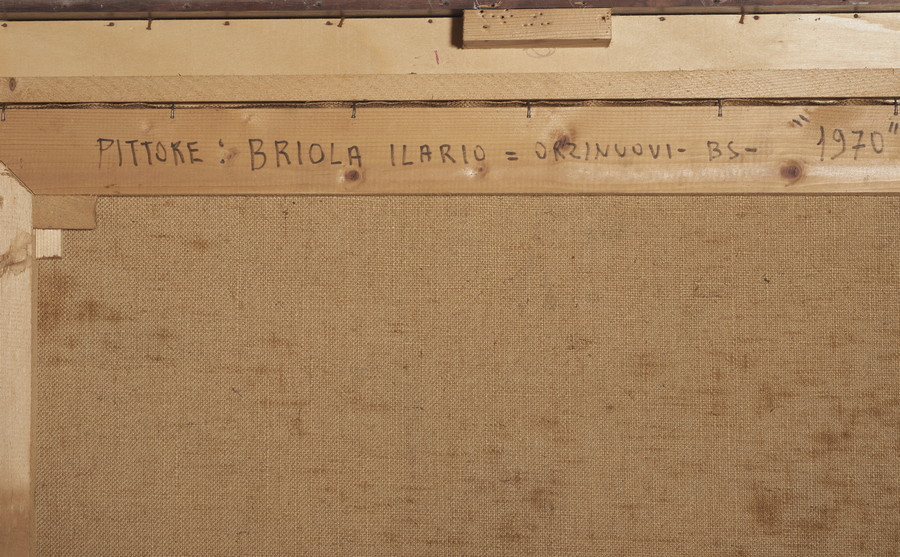 PITTORE : BRIOLA ILARIO = ORZINUOVI - BS - "1970"